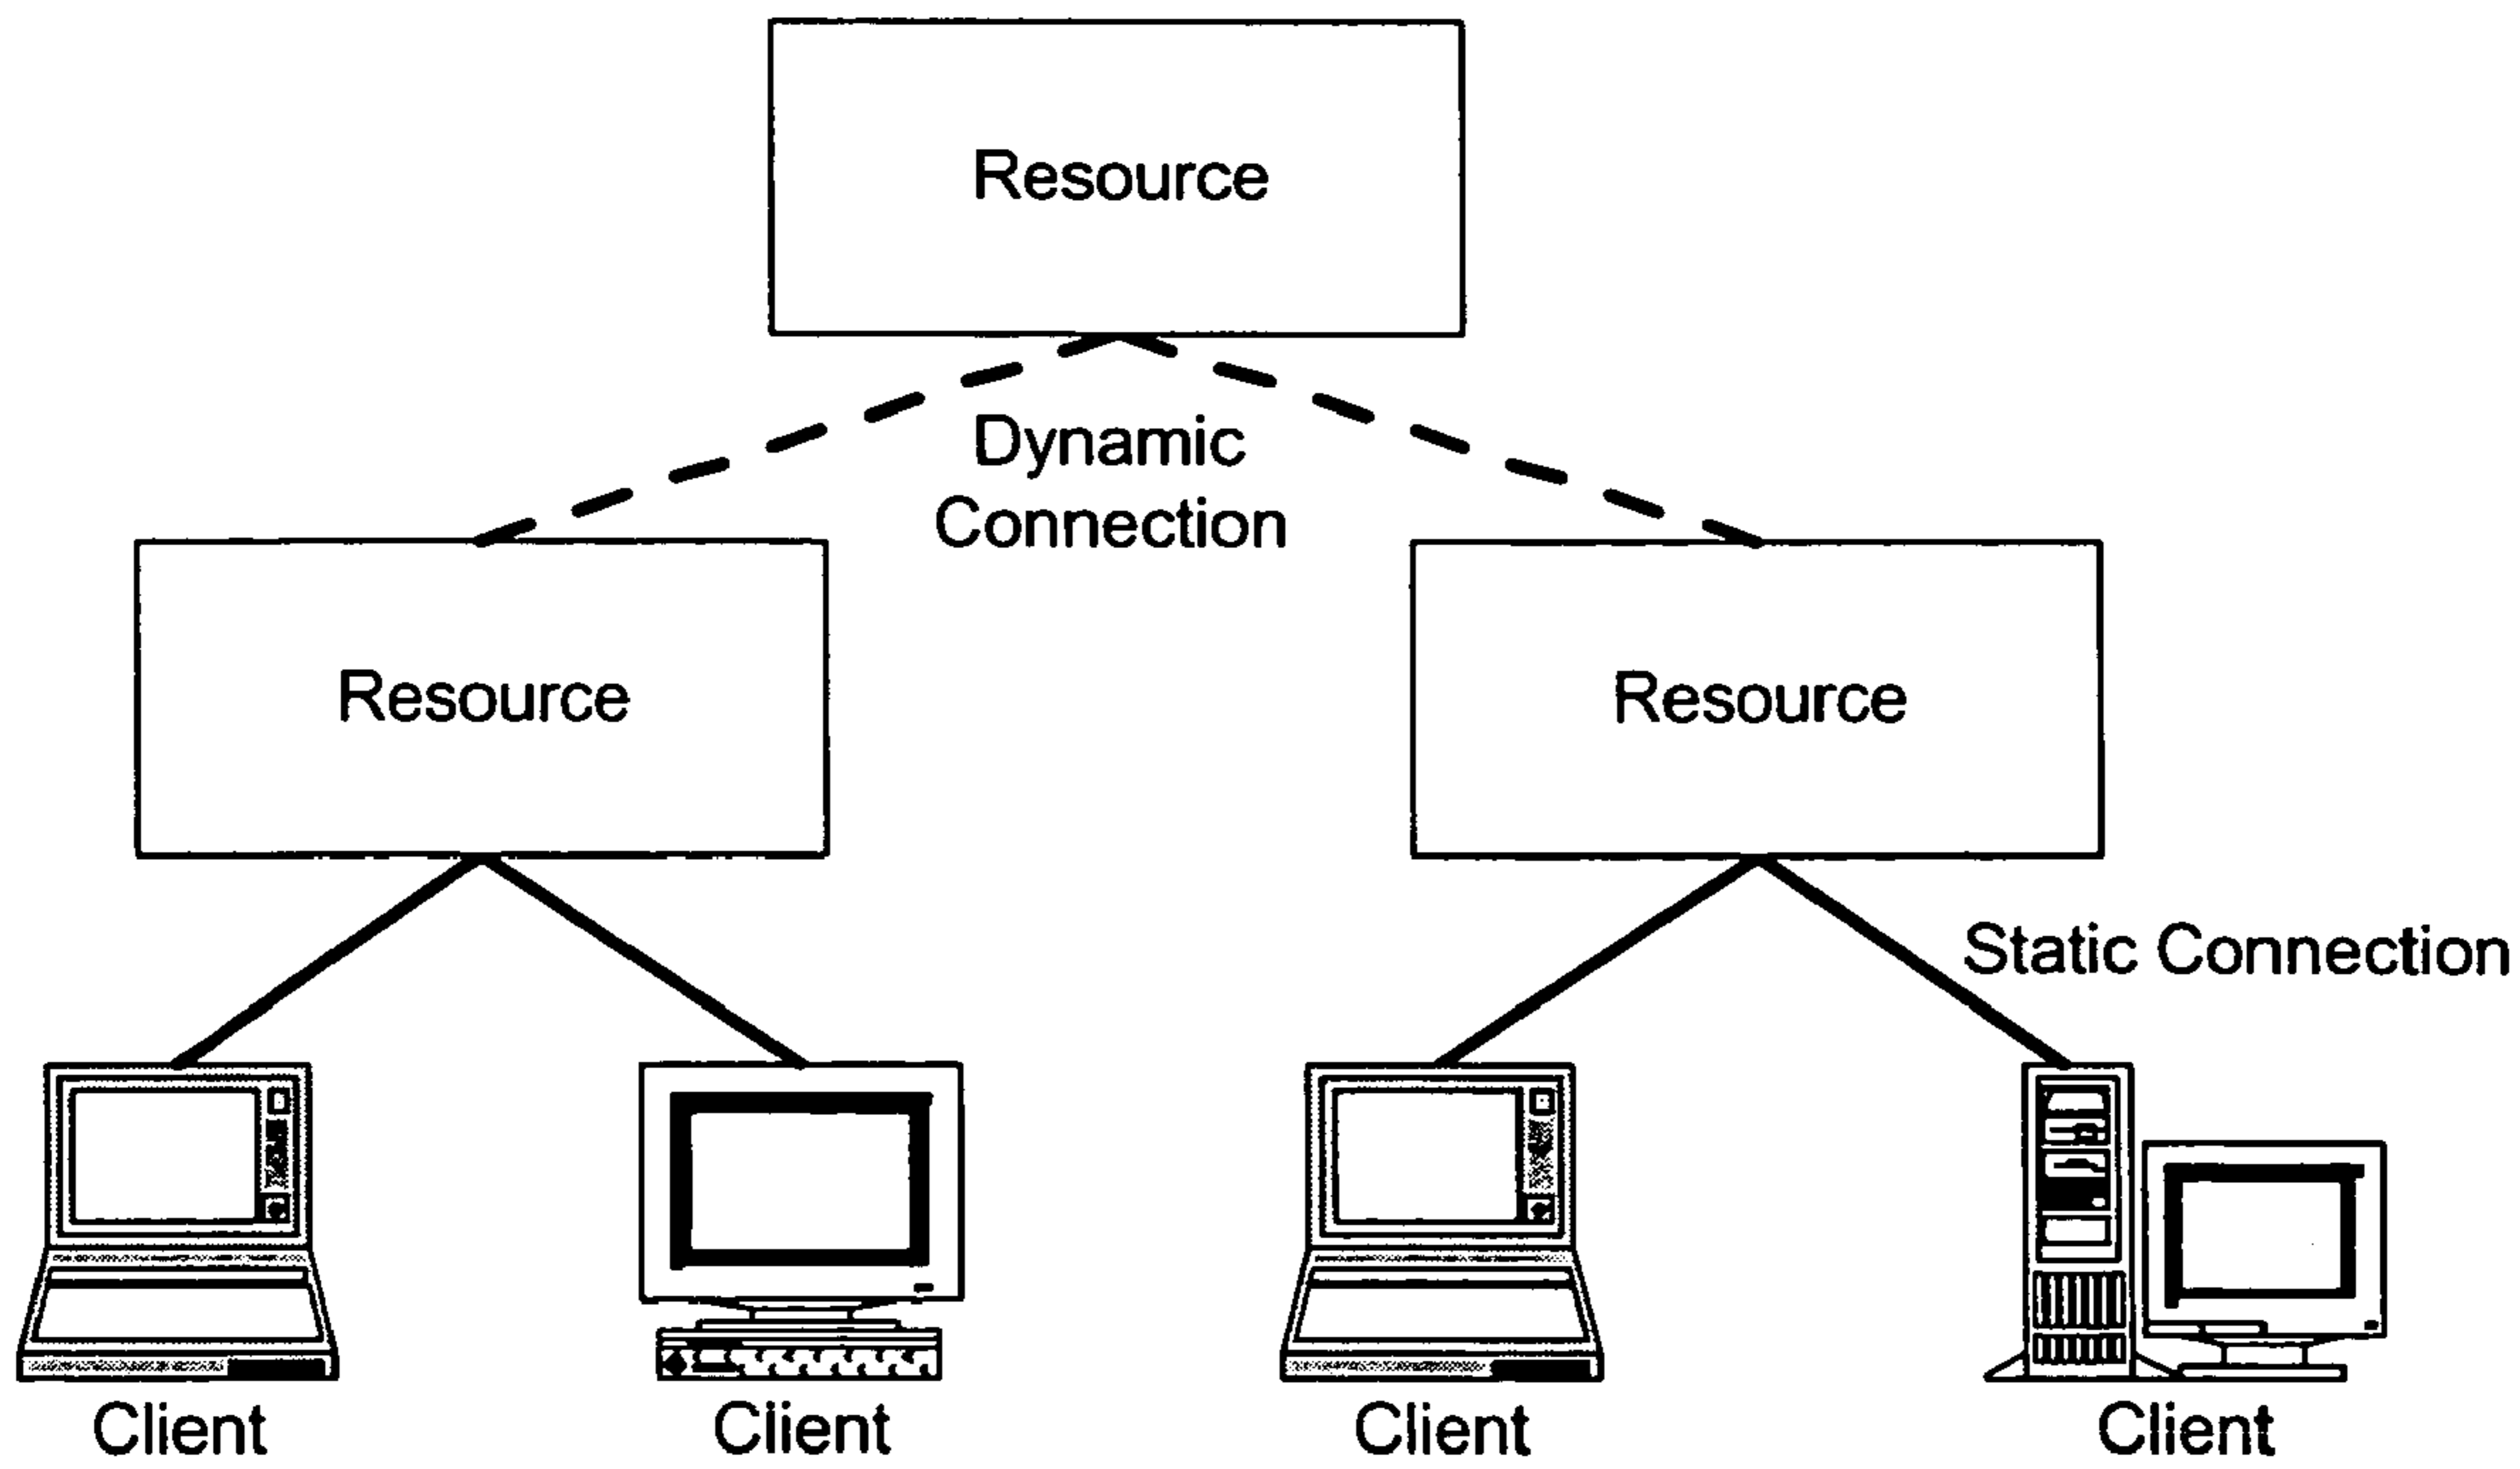 Resource
Dynamic
Connection
Resource
Resource
Static Connection
Client
Client
Client
Client